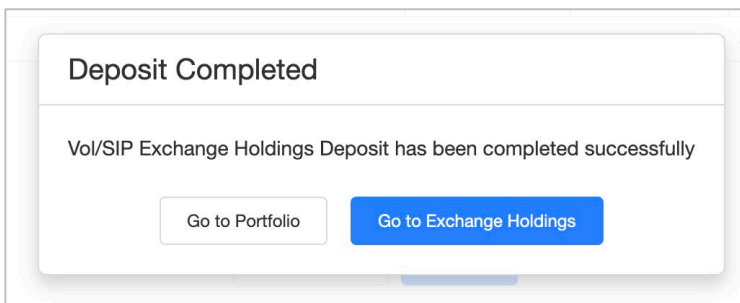 Deposit Completed
Vol/SIP Exchange Holdings Deposit has been completed successfully
Go to Portfolio
Go to Exchange Holdings